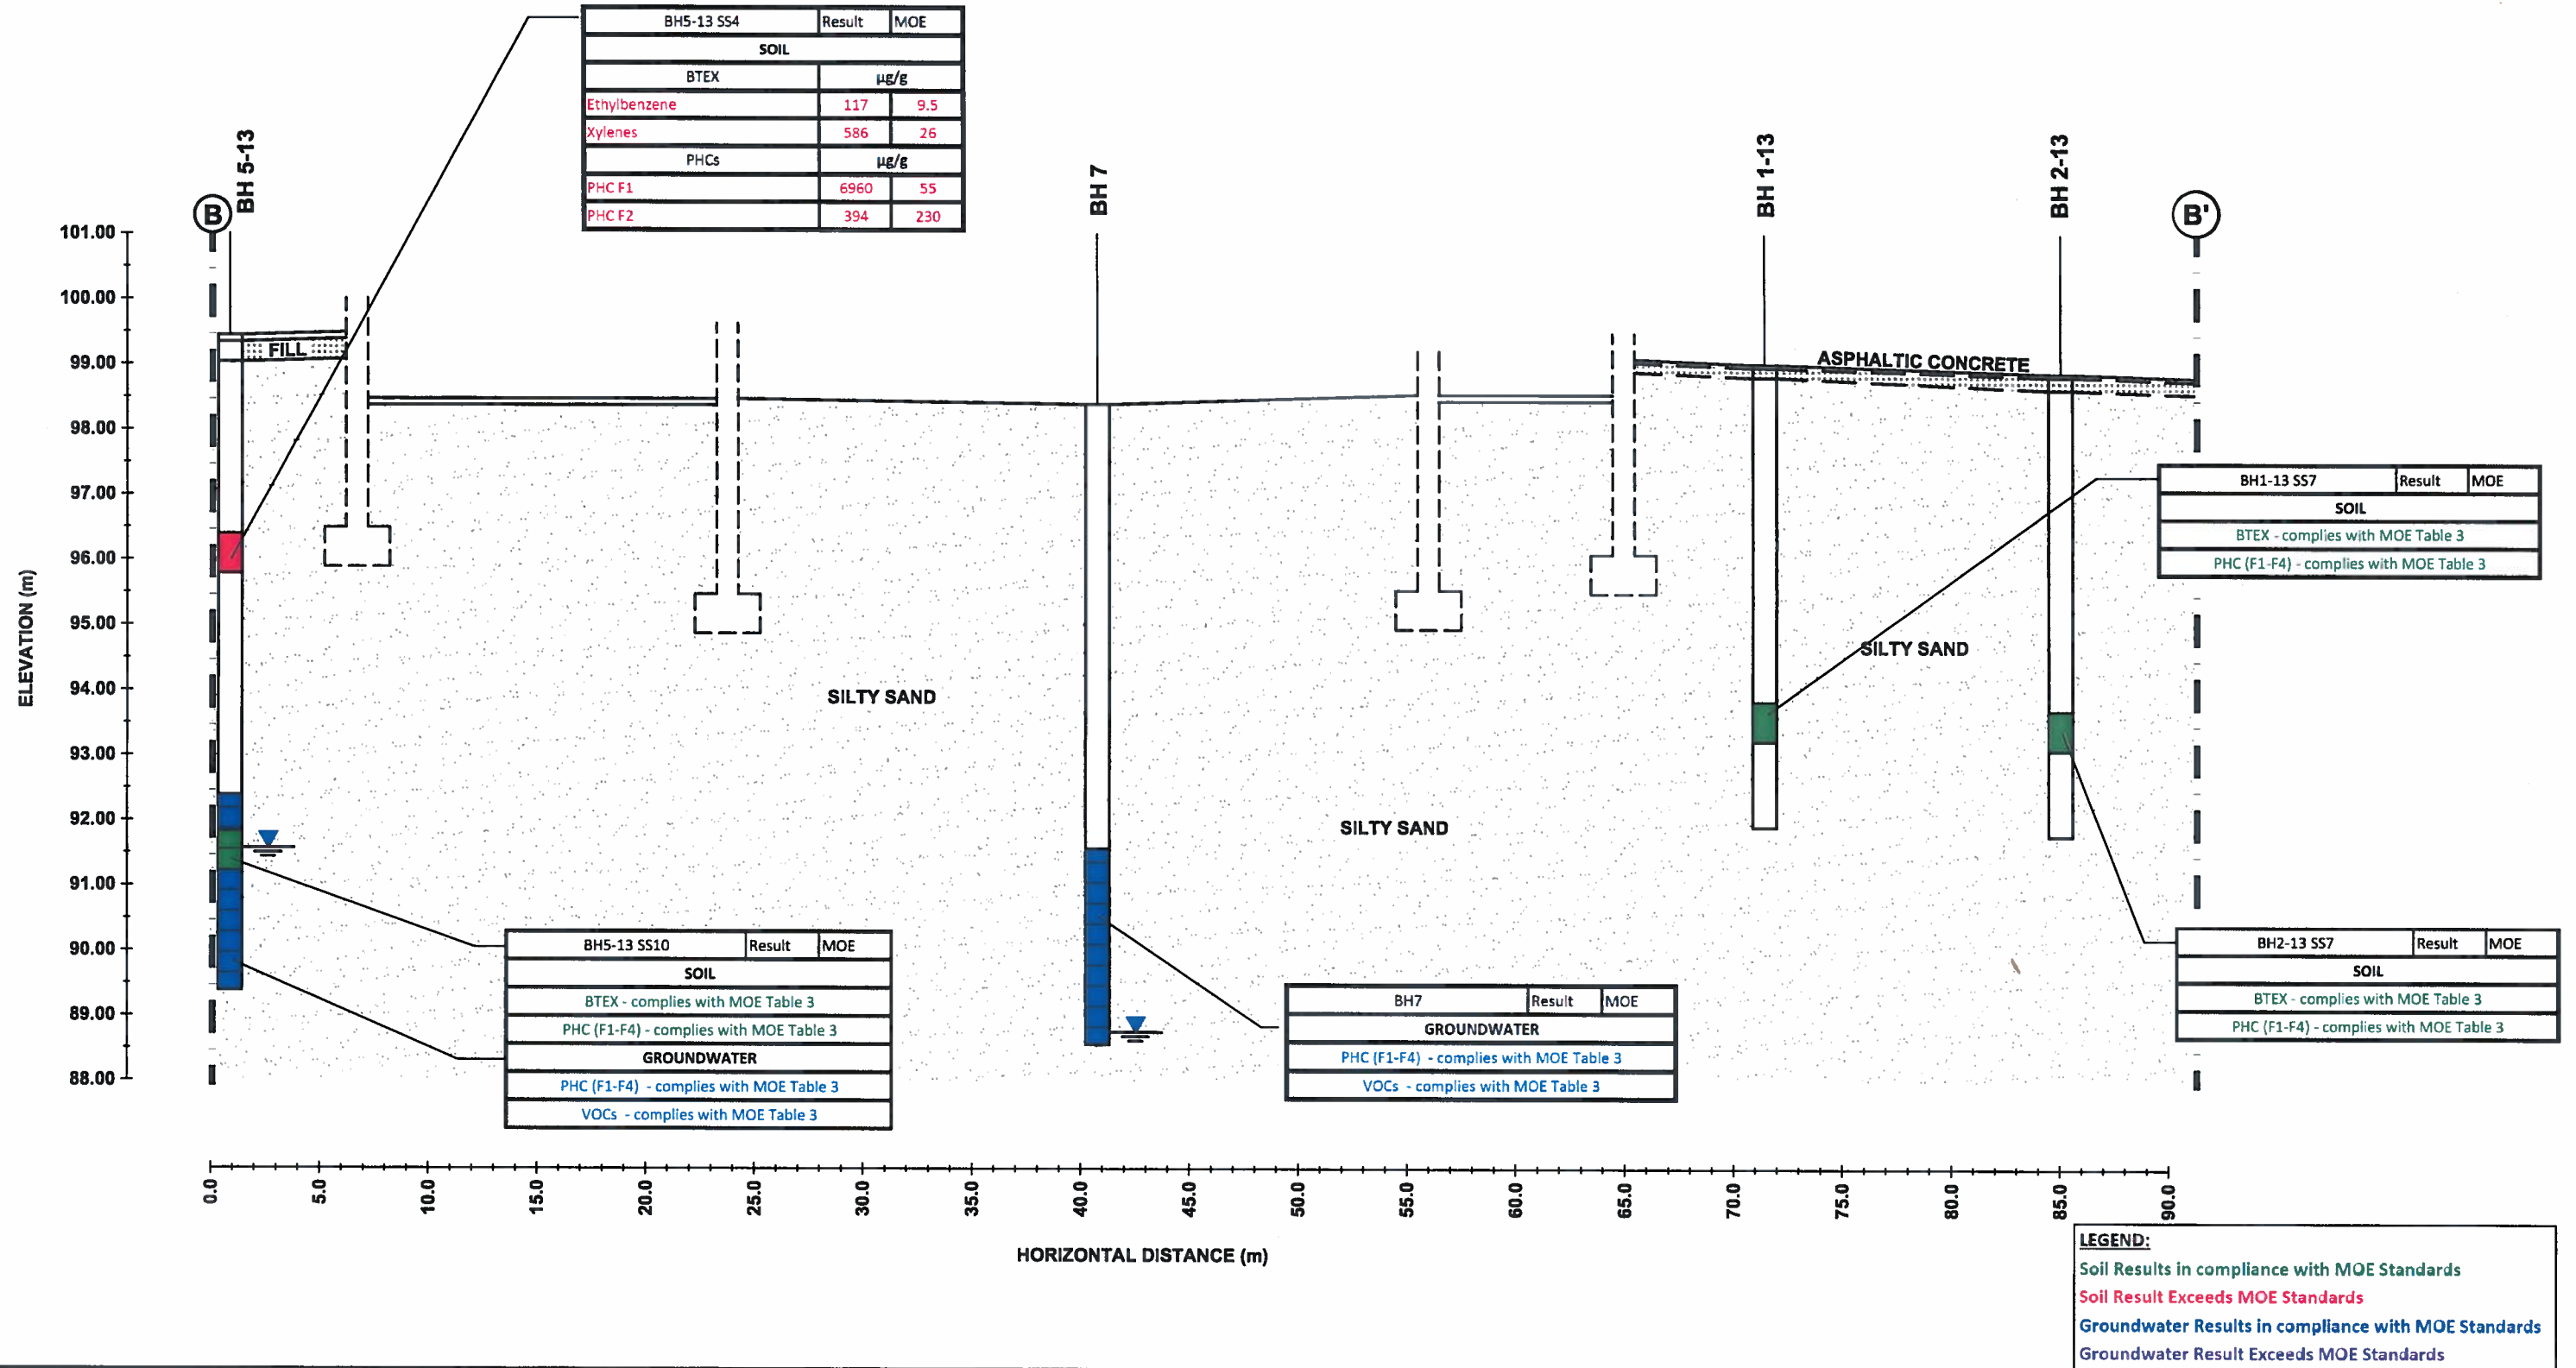 BH5-13 SS4 Result MOE
SOIL
BTEX µg/g
Ethylbenzene 117 9.5
Xylenes 586 26
PHCs µg/g
PHC F1 6960 55
PHC F2 394 230
B
BH 5-13
BH 7
BH 1-13
BH 2-13
B'
ELEVATION (m)
101.00
100.00
99.00
98.00
97.00
96.00
95.00
94.00
93.00
92.00
91.00
90.00
89.00
88.00
FILL
ASPHALTIC CONCRETE
BH1-13 SS7 Result MOE
SOIL
BTEX - complies with MOE Table 3
PHC (F1-F4) - complies with MOE Table 3
SILTY SAND
SILTY SAND
SILTY SAND
BH5-13 SS10 Result MOE
SOIL
BTEX - complies with MOE Table 3
PHC (F1-F4) - complies with MOE Table 3
GROUNDWATER
PHC (F1-F4) - complies with MOE Table 3
VOCs - complies with MOE Table 3
BH7 Result MOE
GROUNDWATER
PHC (F1-F4) - complies with MOE Table 3
VOCs - complies with MOE Table 3
BH2-13 SS7 Result MOE
SOIL
BTEX - complies with MOE Table 3
PHC (F1-F4) - complies with MOE Table 3
0.0 5.0 10.0 15.0 20.0 25.0 30.0 35.0 40.0 45.0 50.0 55.0 60.0 65.0 70.0 75.0 80.0 85.0 90.0
HORIZONTAL DISTANCE (m)
LEGEND:
Soil Results in compliance with MOE Standards
Soil Result Exceeds MOE Standards
Groundwater Results in compliance with MOE Standards
Groundwater Result Exceeds MOE Standards